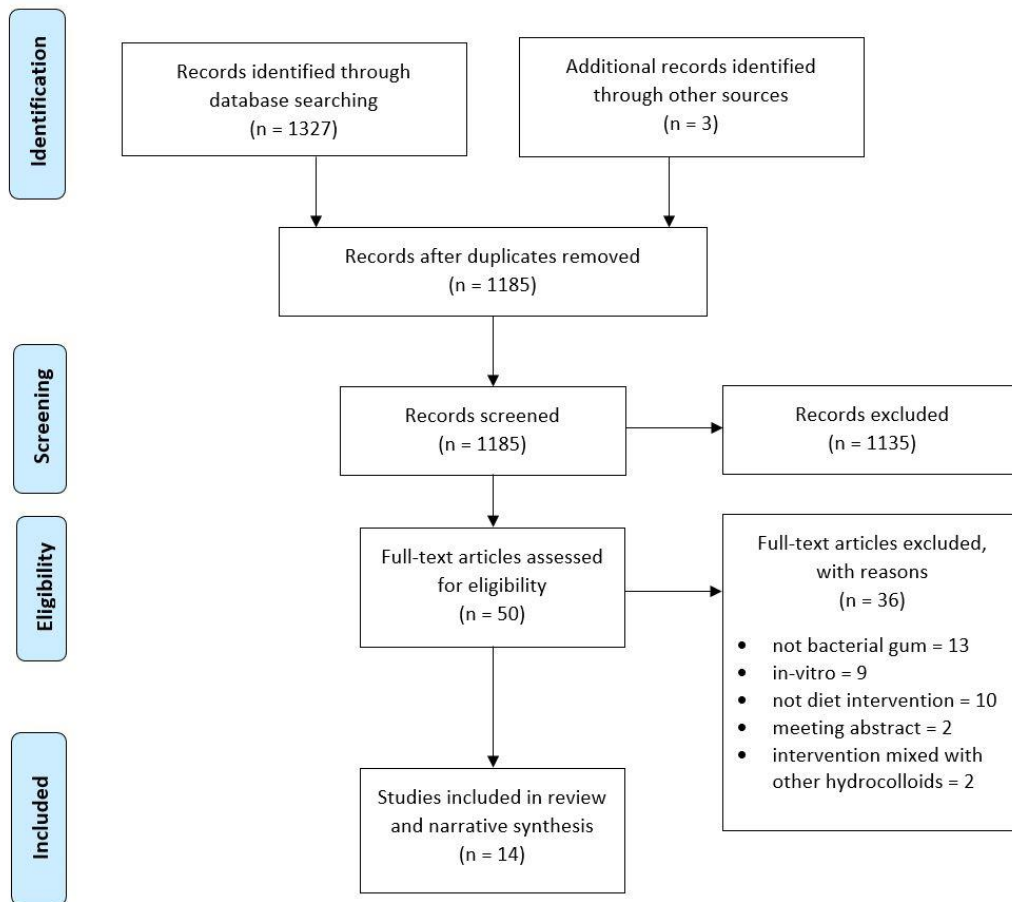 Identification
Records identified through
database searching
(n = 1327)
Additional records identified
through other sources
(n = 3)
Records after duplicates removed
(n = 1185)
Screening
Records screened
(n = 1185)
Records excluded
(n = 1135)
Eligibility
Full-text articles assessed
for eligibility
(n = 50)
Full-text articles excluded,
with reasons
(n = 36)
• not bacterial gum = 13
• in-vitro = 9
• not diet intervention = 10
• meeting abstract = 2
• intervention mixed with
other hydrocolloids = 2
Included
Studies included in review
and narrative synthesis
(n = 14)